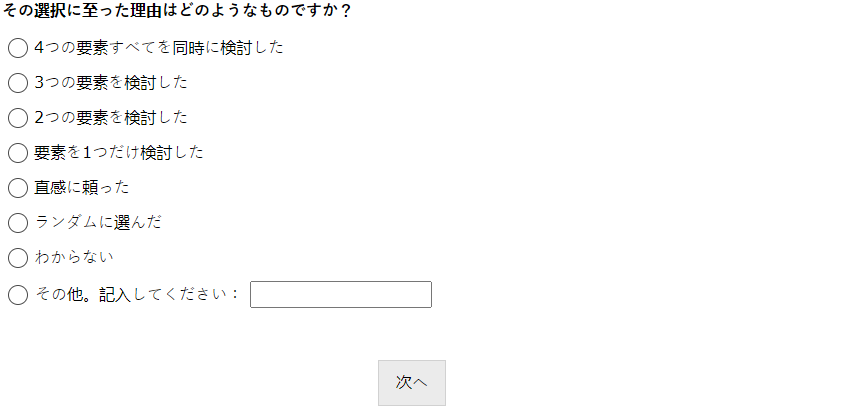 その選択に至った理由はどのようなものですか？
4つの要素すべてを同時に検討した
3つの要素を検討した
2つの要素を検討した
要素を1つだけ検討した
直感に頼った
ランダムに選んだ
わからない
その他。記入してください：
次へ